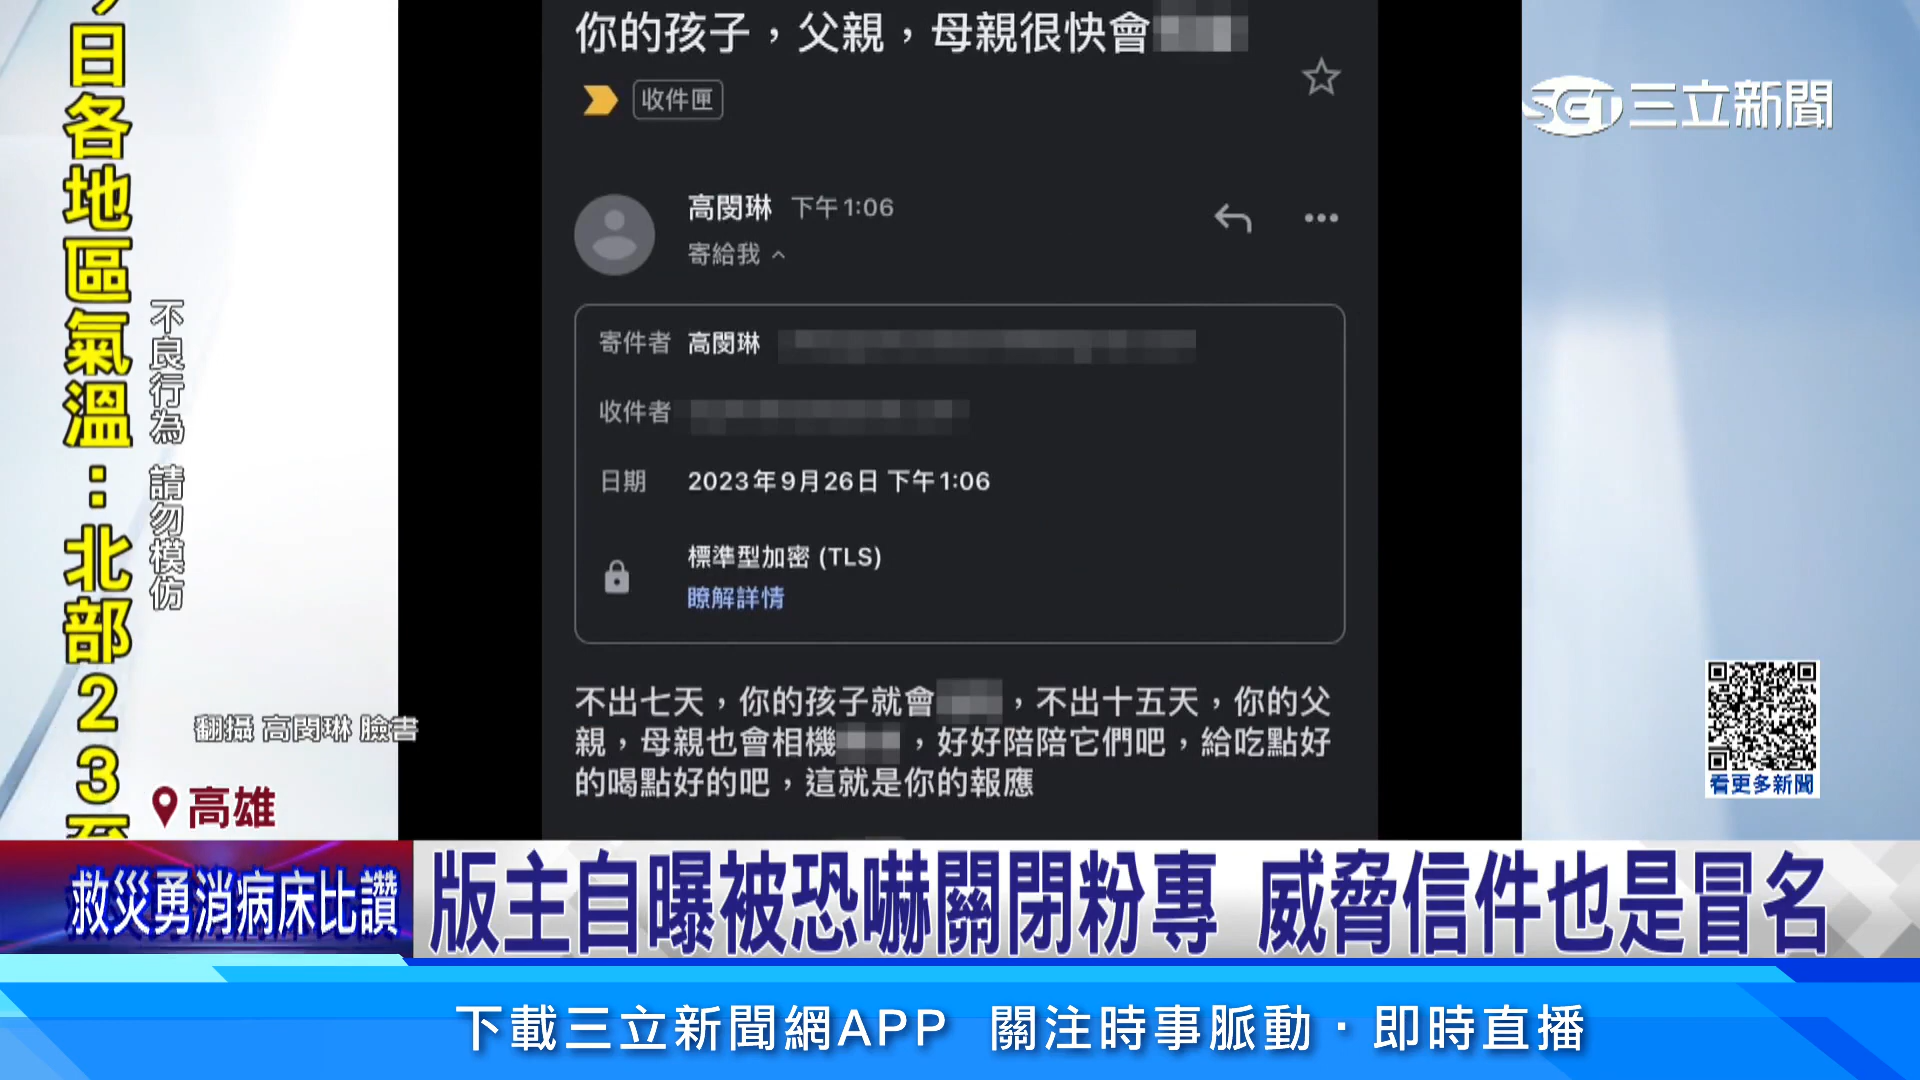 你的孩子，父親，母親很快會
收件匣
高閔琳 下午1:06
寄給我
寄件者 高閔琳
收件者
日期 2023年9月26日 下午1:06
標準型加密 (TLS)
瞭解詳情
不出七天，你的孩子就會，不出十五天，你的父
親，母親也會相機，好好陪陪它們吧，給吃點好
的喝點好的吧，這就是你的報應
SET三立新聞
日各地區氣溫：北部23至
不良行為 請勿模仿
翻攝 高閔琳 臉書
高雄
看更多新聞
救災勇消病床比讚
版主自曝被恐嚇關閉粉專 威脅信件也是冒名
下載三立新聞網APP 關注時事脈動·即時直播